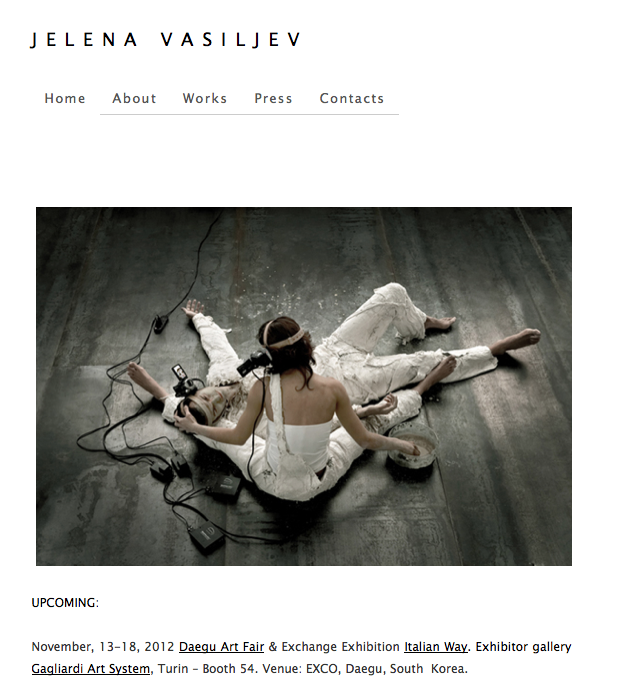 JELENA VASILJEV
Home About Works Press Contacts
UPCOMING:
November, 13-18, 2012 Daegu Art Fair & Exchange Exhibition Italian Way. Exhibitor gallery
Gagliardi Art System, Turin - Booth 54. Venue: EXCO, Daegu, South Korea.